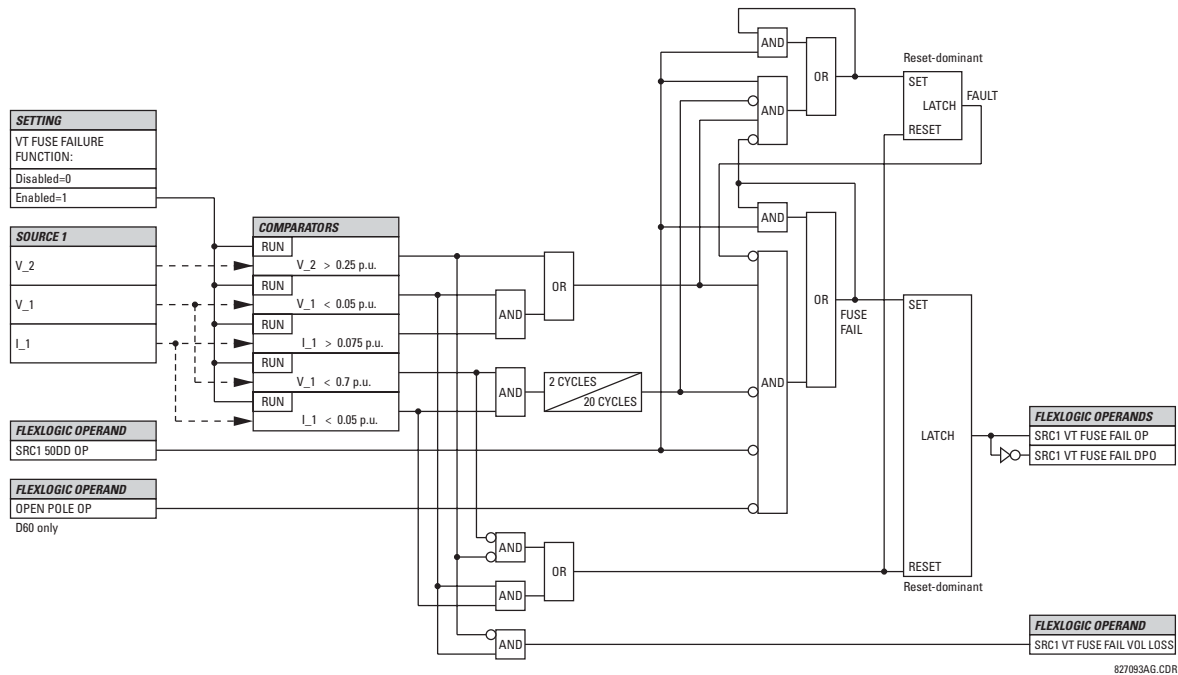 SETTING
VT FUSE FAILURE
FUNCTION:
Disabled=0
Enabled=1
SOURCE 1
V_2
V_1
I_1
FLEXLOGIC OPERAND
SRC1 50DD OP
FLEXLOGIC OPERAND
OPEN POLE OP
D60 only
COMPARATORS
RUN
V_2 > 0.25 p.u.
RUN
V_1 < 0.05 p.u.
RUN
I_1 > 0.075 p.u.
RUN
V_1 < 0.7 p.u.
RUN
I_1 < 0.05 p.u.
AND
OR
AND
2 CYCLES
20 CYCLES
AND
OR
AND
AND
AND
OR
AND
AND
OR
AND
FUSE
FAIL
Reset-dominant
SET
LATCH
RESET
FAULT
SET
LATCH
RESET
Reset-dominant
FLEXLOGIC OPERANDS
SRC1 VT FUSE FAIL OP
SRC1 VT FUSE FAIL DPO
FLEXLOGIC OPERAND
SRC1 VT FUSE FAIL VOL LOSS
827093AG.CDR